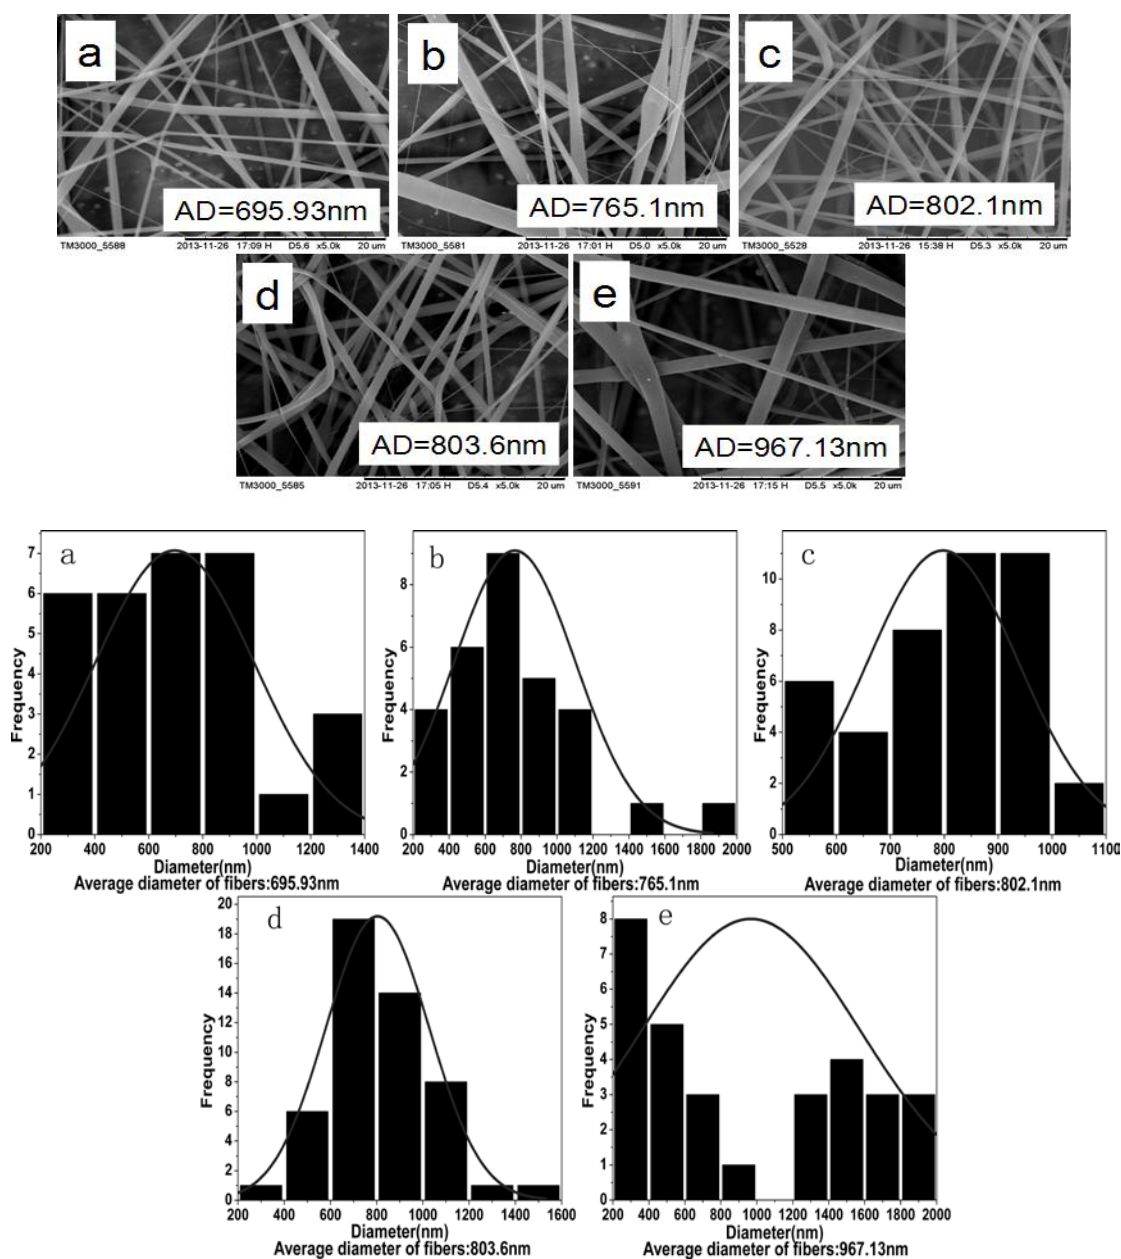 a
b
c
AD=695.93nm
AD=765.1nm
AD=802.1nm
TM3000_5588 2013-11-26 17:09 H D5.6 x5.0k 20 um
TM3000_5581 2013-11-26 17:01 H D5.0 x5.0k 20 um
TM3000_5528 2013-11-26 15:38 H D5.3 x5.0k 20 um
d
e
AD=803.6nm
AD=967.13nm
TM3000_5585 2013-11-26 17:05 H D5.4 x5.0k 20 um
TM3000_5591 2013-11-26 17:15 H D5.5 x5.0k 20 um
a
Frequency
7
6
5
4
3
2
1
0
200 400 600 800 1000 1200 1400
Diameter(nm)
Average diameter of fibers:695.93nm
b
Frequency
8
6
4
2
0
200 400 600 800 1000 1200 1400 1600 1800 2000
Diameter(nm)
Average diameter of fibers:765.1nm
c
Frequency
10
8
6
4
2
0
500 600 700 800 900 1000 1100
Diameter(nm)
Average diameter of fibers:802.1nm
d
Frequency
20
18
16
14
12
10
8
6
4
2
0
200 400 600 800 1000 1200 1400 1600
Diameter(nm)
Average diameter of fibers:803.6nm
e
Frequency
8
7
6
5
4
3
2
1
0
200 400 600 800 1000 1200 1400 1600 1800 2000
Diameter(nm)
Average diameter of fibers:967.13nm